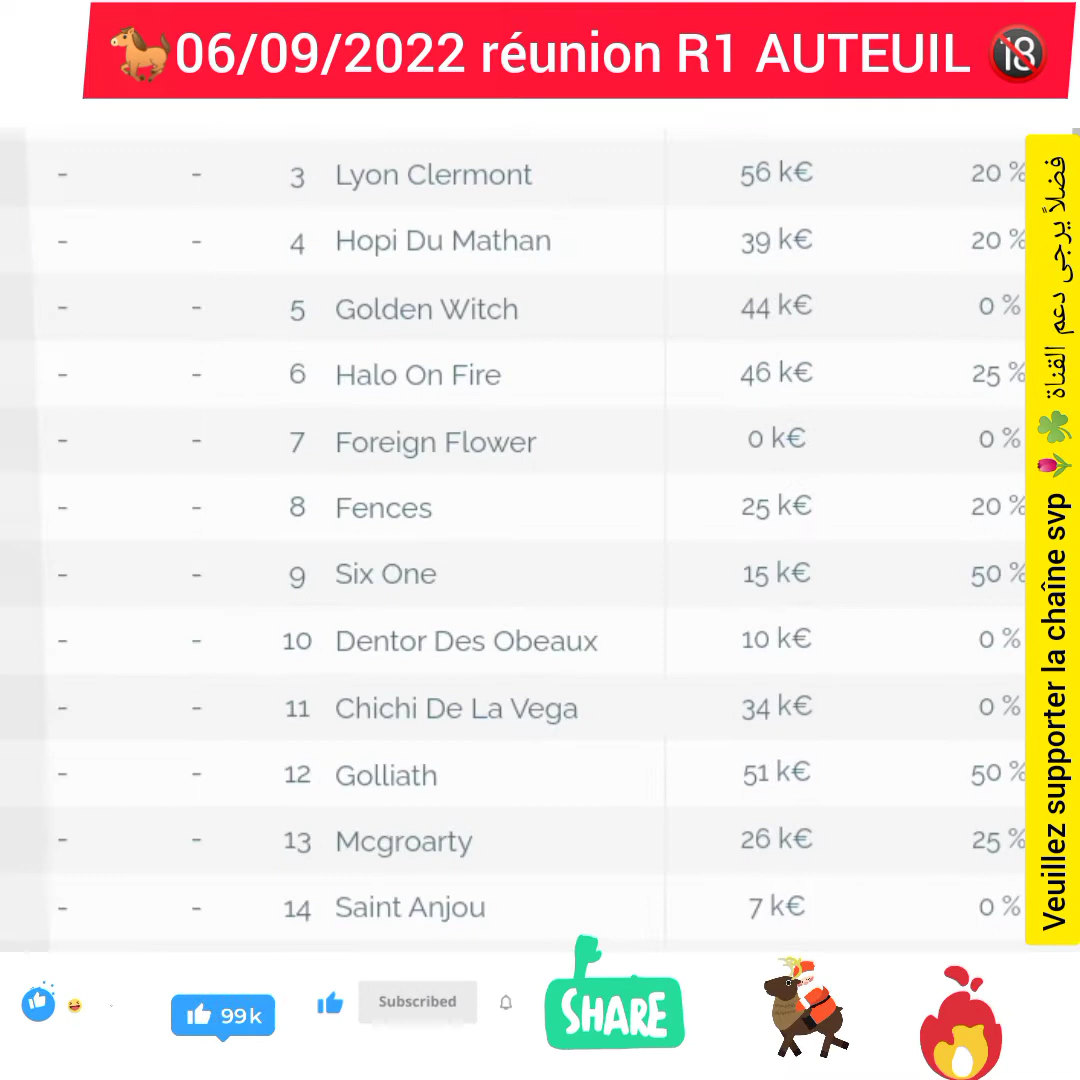 06/09/2022 réunion R1 AUTEUIL 18
- - 3 Lyon Clermont 56 k€ 20 %
- - 4 Hopi Du Mathan 39 k€ 20 %
- - 5 Golden Witch 44 k€ 0 %
- - 6 Halo On Fire 46 k€ 25 %
- - 7 Foreign Flower 0 k€ 0 %
- - 8 Fences 25 k€ 20 %
- - 9 Six One 15 k€ 50 %
- - 10 Dentor Des Obeaux 10 k€ 0 %
- - 11 Chichi De La Vega 34 k€ 0 %
- - 12 Golliath 51 k€ 50 %
- - 13 Mcgroarty 26 k€ 25 %
- - 14 Saint Anjou 7 k€ 0 %
Veuillez supporter la chaîne svp فضلاً يرجى دعم القناة
99k
Subscribed
SHARE